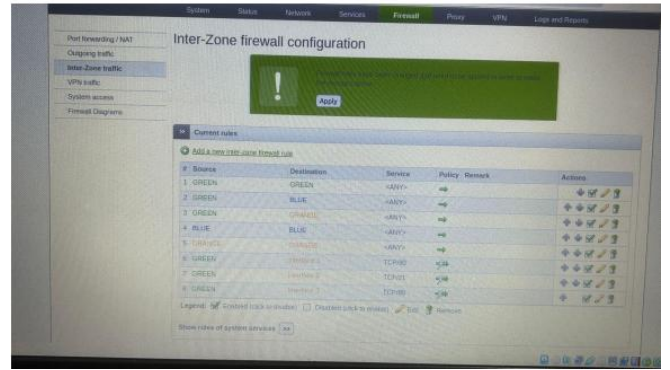 System Status Network Services Firewall Proxy VPN Logs and Reports
Port forwarding / NAT
Outgoing traffic
Inter-Zone traffic
VPN traffic
System access
Firewall Diagrams
Inter-Zone firewall configuration
Apply
Current rules
Add a new inter-zone firewall rule
# Source Destination Service Policy Remark Actions
1 GREEN GREEN <ANY>
2 GREEN BLUE <ANY>
3 GREEN ORANGE <ANY>
4 BLUE BLUE <ANY>
5 ORANGE ORANGE <ANY>
6 GREEN TCP/80
7 GREEN TCP/21
8 GREEN TCP/80
Legend: Enabled (click to disable) Disabled (click to enable) Edit Remove
Show rules of system services >>